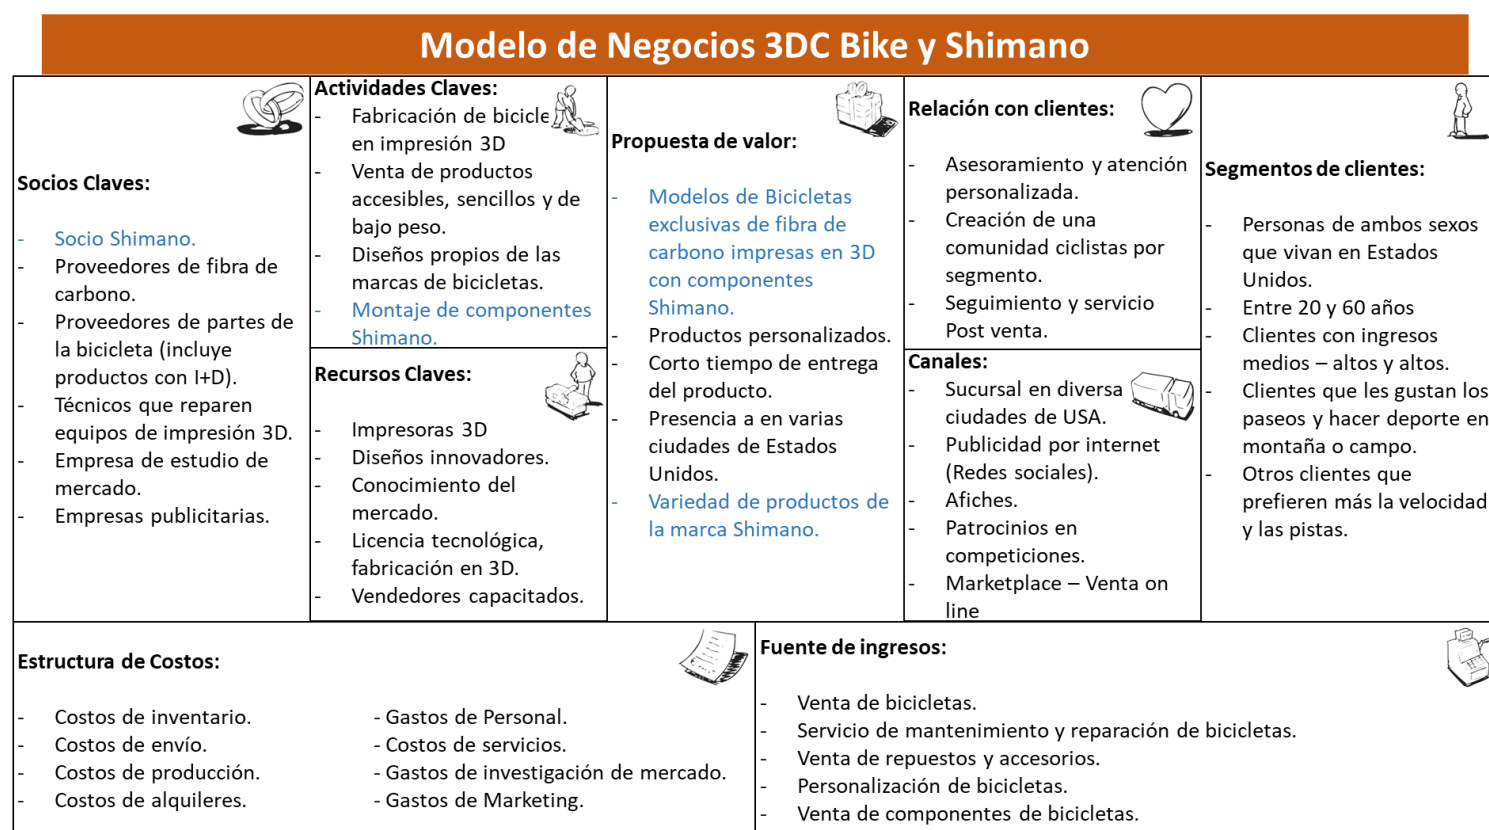 Modelo de Negocios 3DC Bike y Shimano
Socios Claves:
- Socio Shimano.
- Proveedores de fibra de
carbono.
- Proveedores de partes de
la bicicleta (incluye
productos con I+D).
- Técnicos que reparen
equipos de impresión 3D.
- Empresa de estudio de
mercado.
- Empresas publicitarias.
Actividades Claves:
- Fabricación de bicicle
en impresión 3D
- Venta de productos
accesibles, sencillos y de
bajo peso.
- Diseños propios de las
marcas de bicicletas.
- Montaje de componentes
Shimano.
Recursos Claves:
- Impresoras 3D
- Diseños innovadores.
- Conocimiento del
mercado.
- Licencia tecnológica,
fabricación en 3D.
- Vendedores capacitados.
Propuesta de valor:
- Modelos de Bicicletas
exclusivas de fibra de
carbono impresas en 3D
con componentes
Shimano.
- Productos personalizados.
- Corto tiempo de entrega
del producto.
- Presencia a en varias
ciudades de Estados
Unidos.
- Variedad de productos de
la marca Shimano.
Relación con clientes:
- Asesoramiento y atención
personalizada.
- Creación de una
comunidad ciclistas por
segmento.
- Seguimiento y servicio
Post venta.
Canales:
- Sucursal en diversa
ciudades de USA.
- Publicidad por internet
(Redes sociales).
- Afiches.
- Patrocinios en
competiciones.
- Marketplace – Venta on
line
Segmentos de clientes:
- Personas de ambos sexos
que vivan en Estados
Unidos.
- Entre 20 y 60 años
- Clientes con ingresos
medios – altos y altos.
- Clientes que les gustan los
paseos y hacer deporte en
montaña o campo.
- Otros clientes que
prefieren más la velocidad
y las pistas.
Estructura de Costos:
- Costos de inventario.
- Costos de envío.
- Costos de producción.
- Costos de alquileres.
- Gastos de Personal.
- Costos de servicios.
- Gastos de investigación de mercado.
- Gastos de Marketing.
Fuente de ingresos:
- Venta de bicicletas.
- Servicio de mantenimiento y reparación de bicicletas.
- Venta de repuestos y accesorios.
- Personalización de bicicletas.
- Venta de componentes de bicicletas.